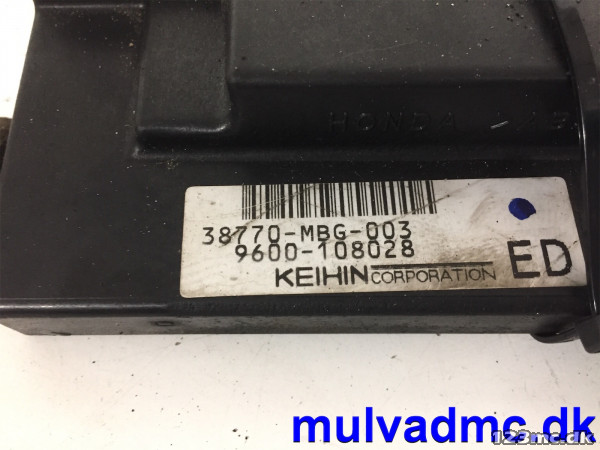 HONDA
38770-MBG-003
9600-108028
KEIHIN CORPORATION
ED
mulvadmc.dk
123mc.dk